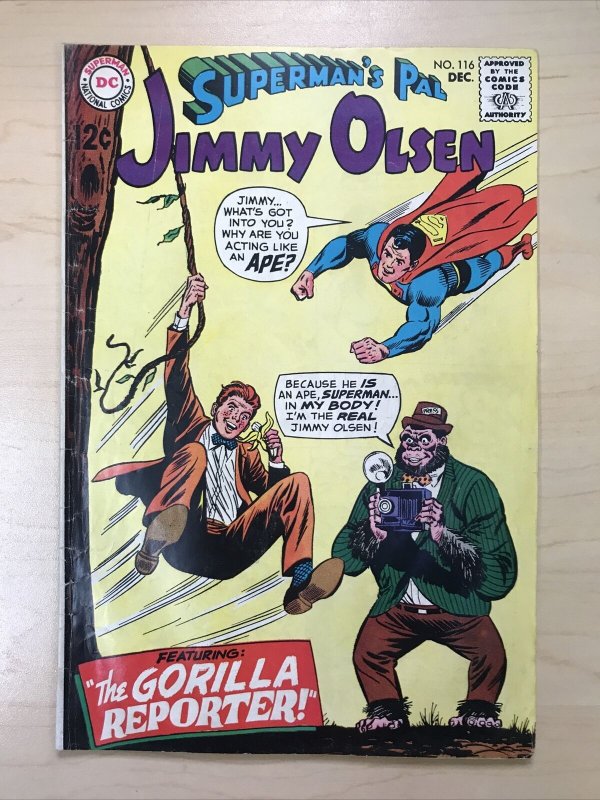 SUPERMAN
DC
NATIONAL COMICS
12¢
SUPERMAN'S PAL
JIMMY OLSEN
NO. 116
DEC.
APPROVED
BY THE
COMICS
CODE
CA
AUTHORITY
JIMMY...
WHAT'S GOT
INTO YOU?
WHY ARE YOU
ACTING LIKE
AN APE?
S
BECAUSE HE IS
AN APE, SUPERMAN...
IN MY BODY!
I'M THE REAL
JIMMY OLSEN!
PRESS
FEATURING:
"The GORILLA
REPORTER!"